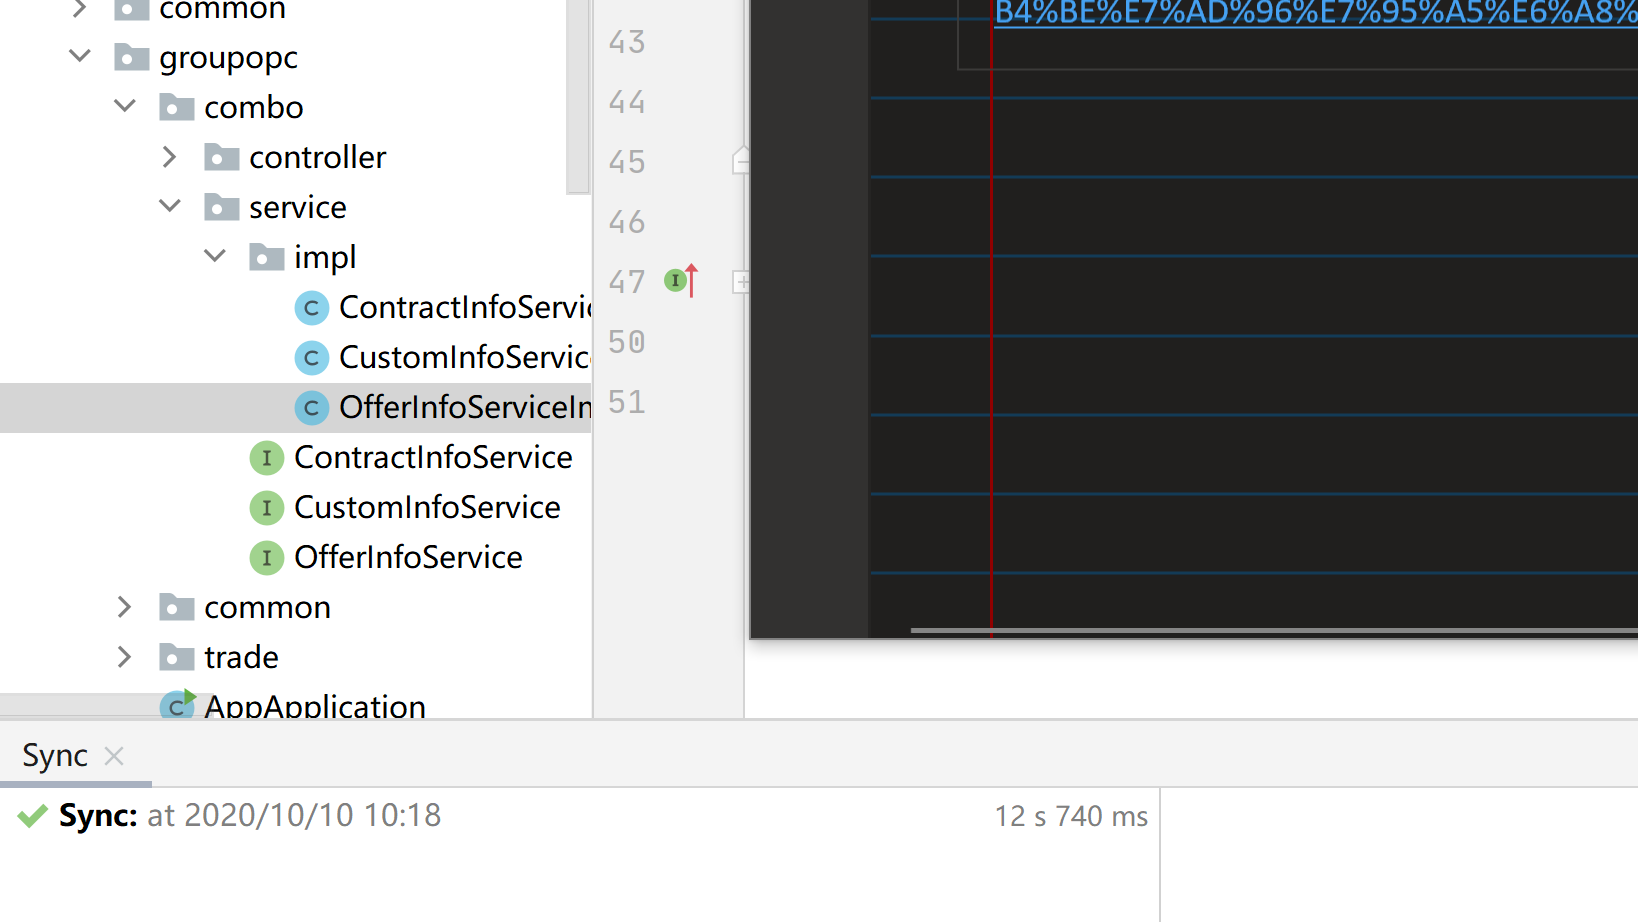 common
groupopc
combo
controller
service
impl
ContractInfoServic
CustomInfoService
OfferInfoServiceIn
ContractInfoService
CustomInfoService
OfferInfoService
common
trade
AppApplication
43
44
45
46
47
50
51
B4%BE%E7%AD%96%E7%95%A5%E6%A8%
Sync
Sync: at 2020/10/10 10:18
12 s 740 ms